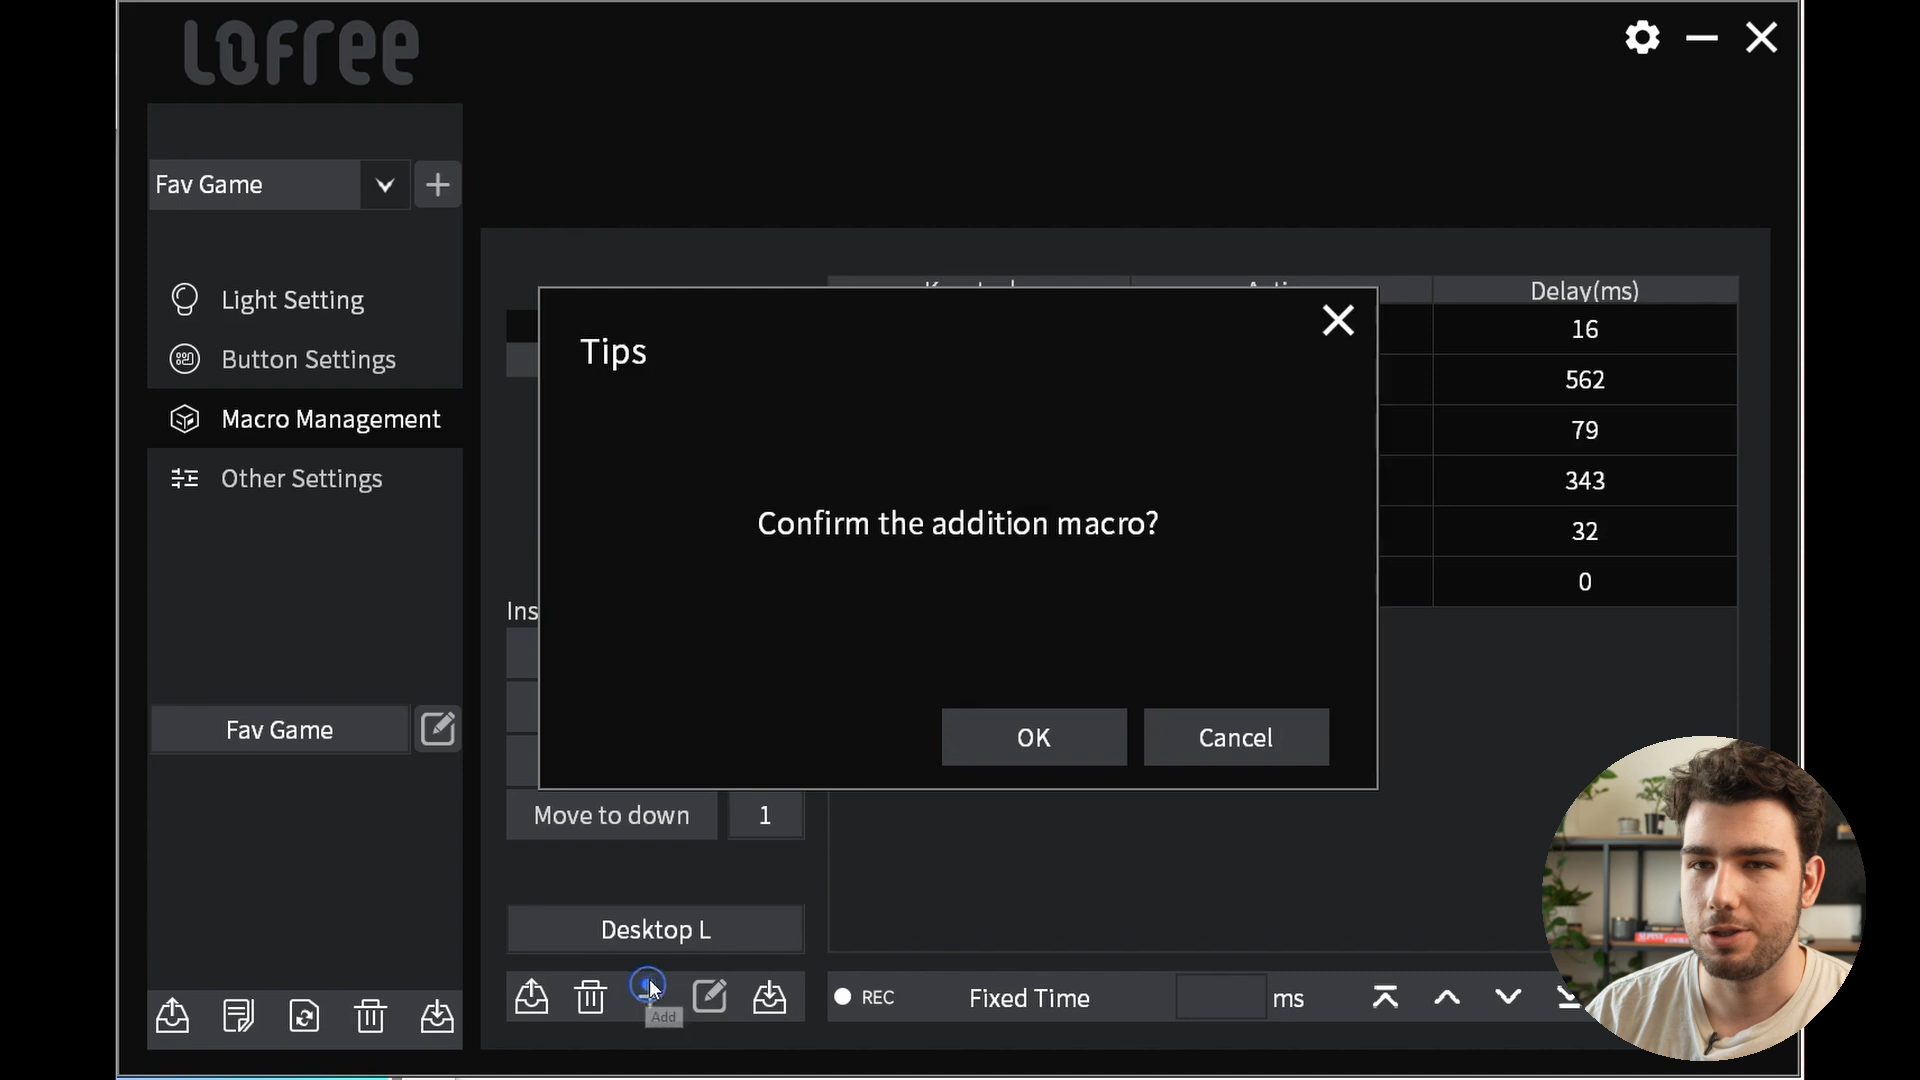 LOFREE
Fav Game
Light Setting
Button Settings
Macro Management
Other Settings
Fav Game
Delay(ms)
16
562
79
343
32
0
Tips
Confirm the addition macro?
OK
Cancel
Ins
Move to down
1
Desktop L
Add
REC
Fixed Time
ms